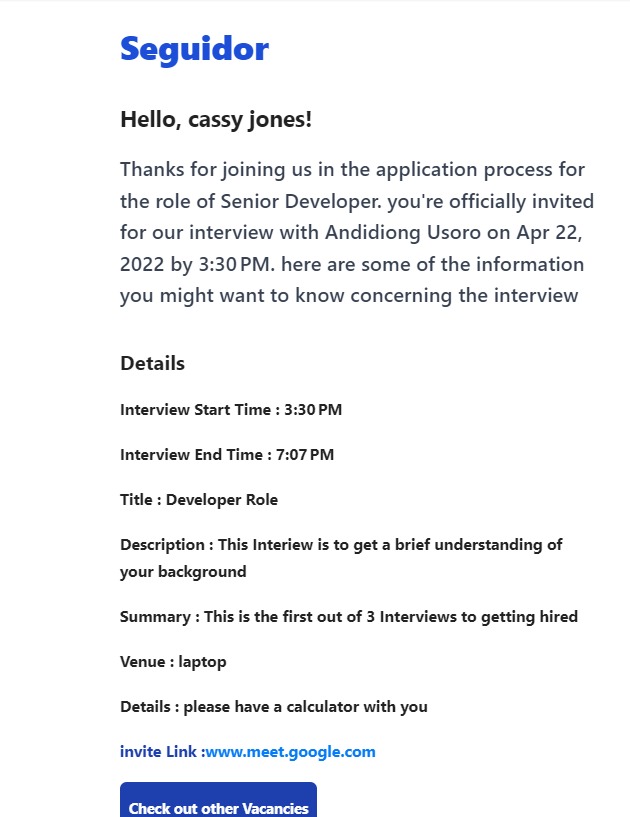 Seguidor
Hello, cassy jones!
Thanks for joining us in the application process for
the role of Senior Developer. you're officially invited
for our interview with Andidiong Usoro on Apr 22,
2022 by 3:30 PM. here are some of the information
you might want to know concerning the interview
Details
Interview Start Time : 3:30 PM
Interview End Time : 7:07 PM
Title : Developer Role
Description : This Interiew is to get a brief understanding of
your background
Summary : This is the first out of 3 Interviews to getting hired
Venue : laptop
Details : please have a calculator with you
invite Link :www.meet.google.com
Check out other Vacancies